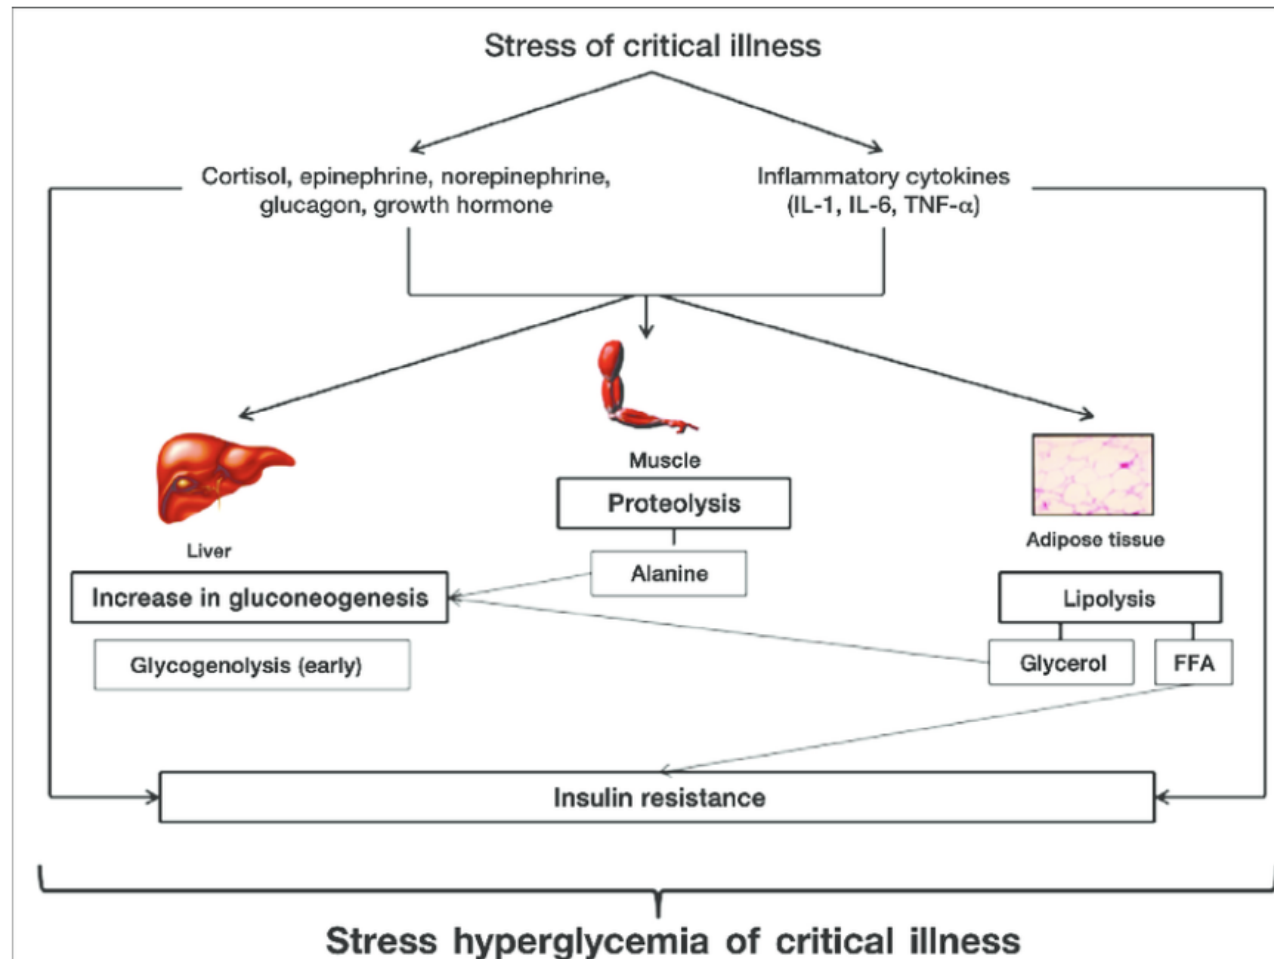 Stress of critical illness
Cortisol, epinephrine, norepinephrine,
glucagon, growth hormone
Inflammatory cytokines
(IL-1, IL-6, TNF-α)
Liver
Increase in gluconeogenesis
Glycogenolysis (early)
Muscle
Proteolysis
Alanine
Adipose tissue
Lipolysis
Glycerol
FFA
Insulin resistance
Stress hyperglycemia of critical illness